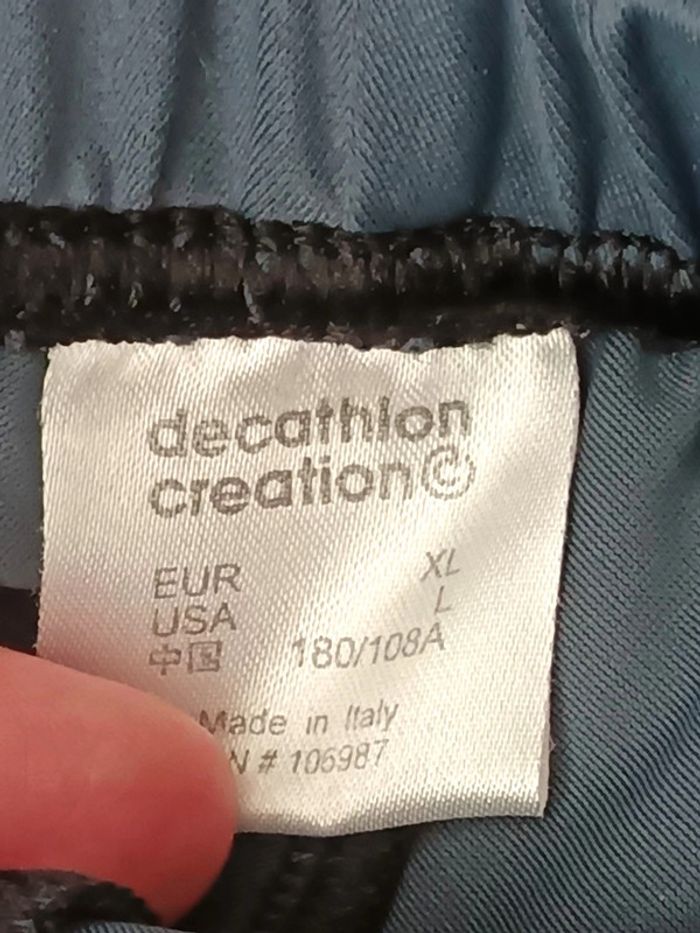 decathlon
creation©
EUR XL
USA L
中国 180/108A
Made in Italy
N # 106987